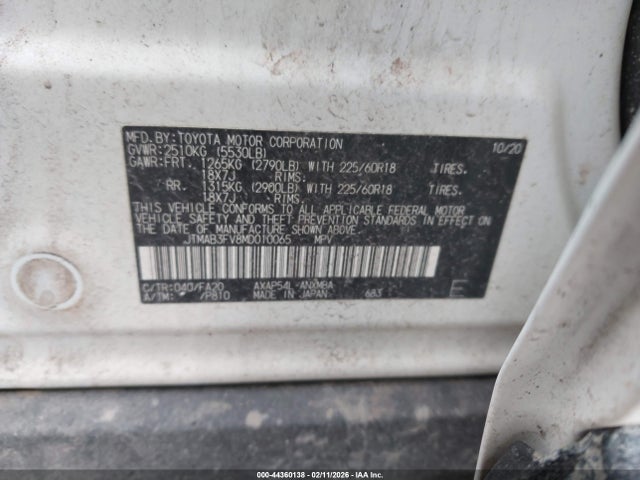 MFD.BY:TOYOTA MOTOR CORPORATION 10/20
GVWR:2510KG (5530LB)
GAWR:FRT. 1265KG (2790LB) WITH 225/60R18 TIRES.
18X7J RIMS.
RR. 1315KG (2900LB) WITH 225/60R18 TIRES.
18X7J RIMS.
THIS VEHICLE CONFORMS TO ALL APPLICABLE FEDERAL MOTOR
VEHICLE SAFETY AND THEFT PREVENTION STANDARDS IN EFFECT ON
THE DATE OF MANUFACTURE SHOWN ABOVE.
JTMAB3FV8MD010065 MPV
C/TR:040/FA20 AXAP54L-ANXMBA E
A/TM: /P810 MADE IN JAPAN 683
000-44360138 - 02/11/2026 - IAAI.com